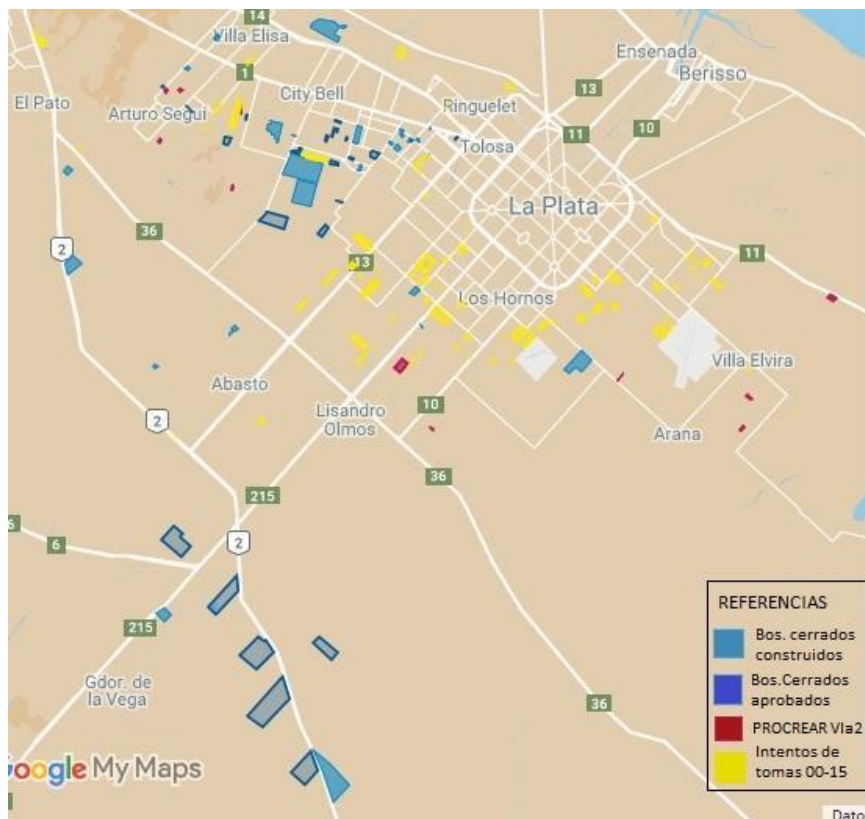 14
Villa Elisa
Ensenada
Berisso
1
13
El Pato
City Bell
Arturo Segui
Ringuelet
10
11
Tolosa
La Plata
36
2
13
11
Los Hornos
Villa Elvira
Abasto
2
Lisandro
Olmos
10
Arana
36
215
6
6
2
REFERENCIAS
Bos. cerrados
construidos
215
Bos.Cerrados
aprobados
Gdor. de
la Vega
36
PROCREAR VIa2
Intentos de
tomas 00-15
Google My Maps
Dato